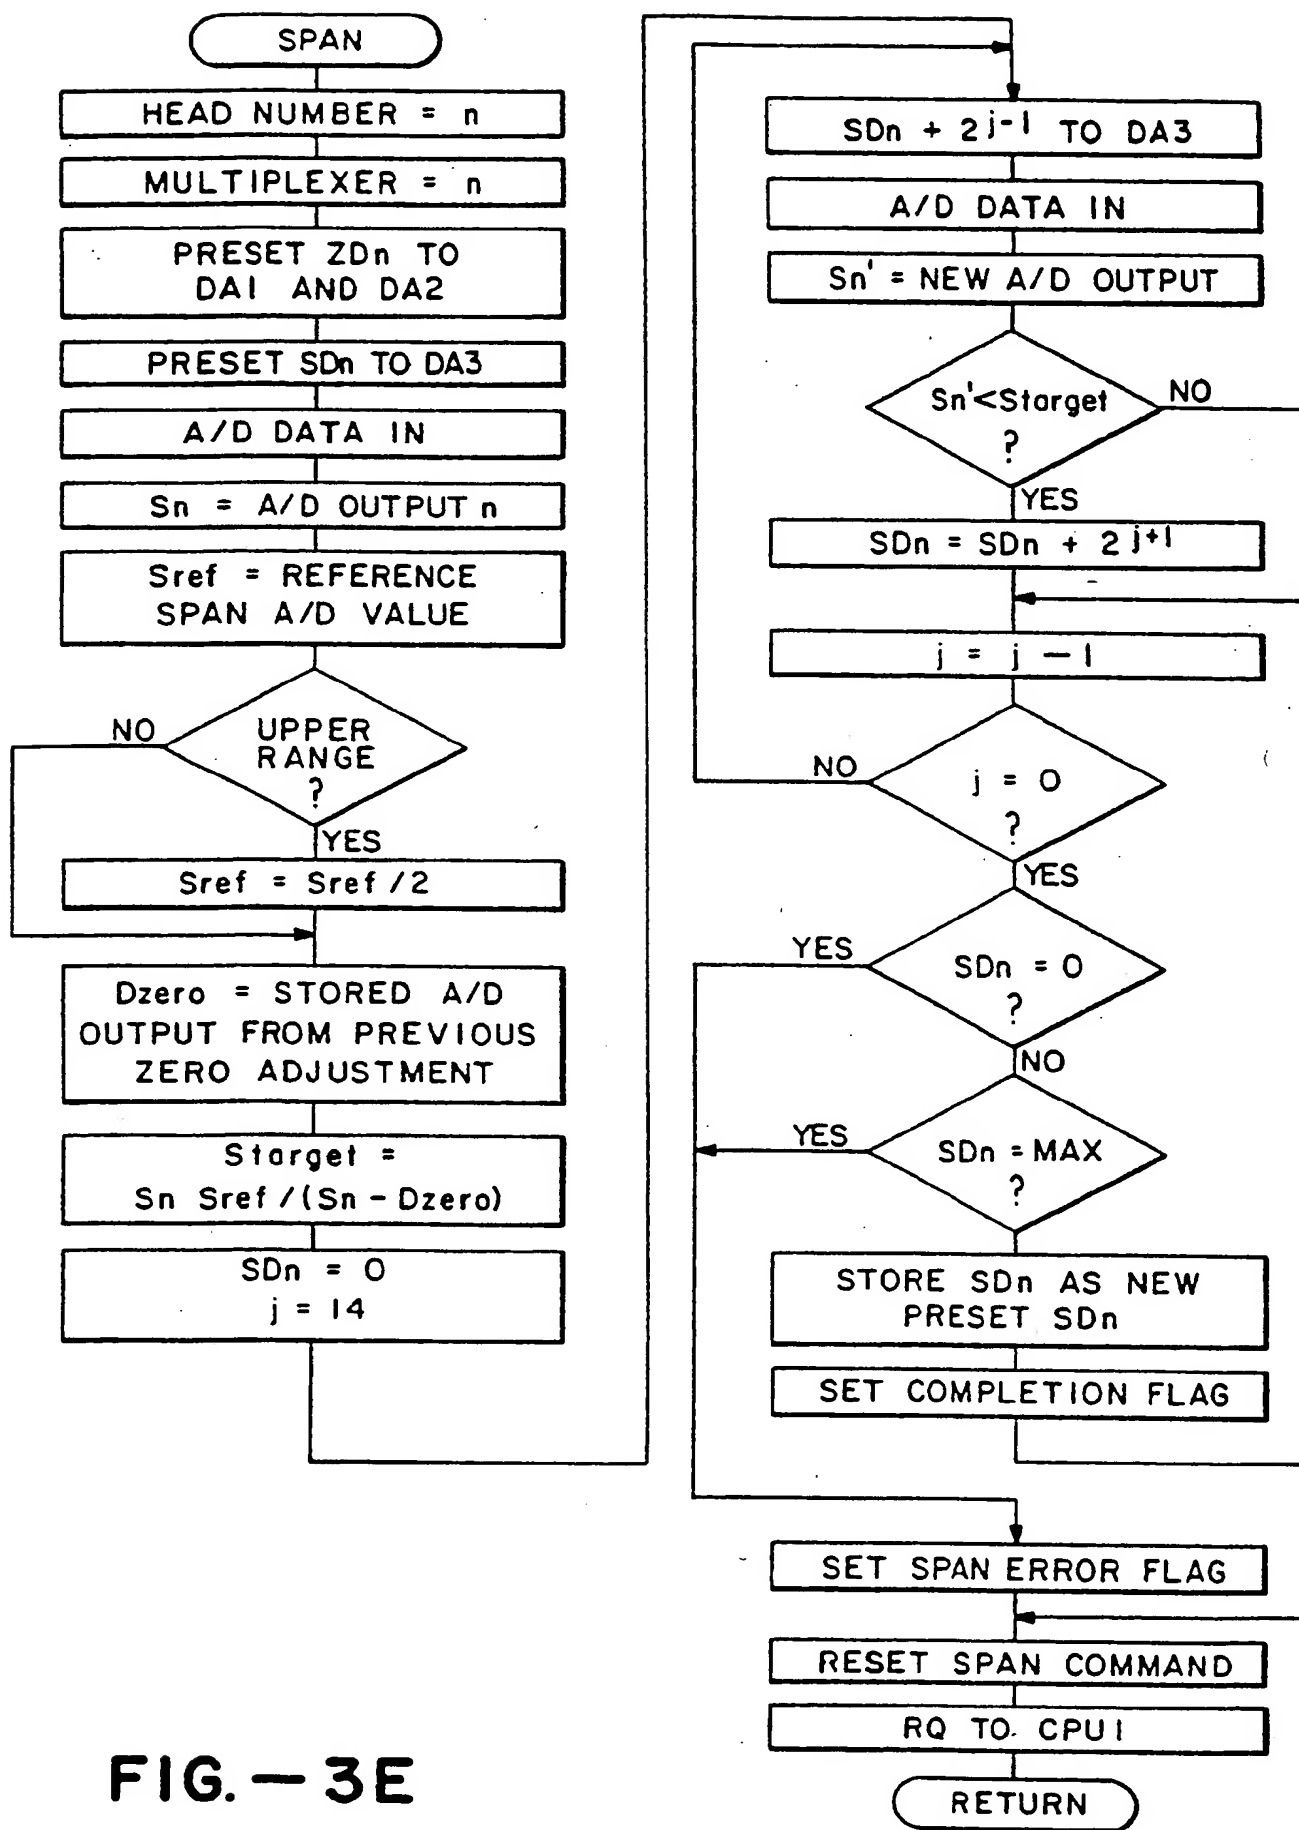 SPAN
HEAD NUMBER = n
MULTIPLEXER = n
PRESET ZDn TO
DA1 AND DA2
PRESET SDn TO DA3
A/D DATA IN
Sn = A/D OUTPUT n
Sref = REFERENCE
SPAN A/D VALUE
NO
UPPER
RANGE
?
YES
Sref = Sref/2
Dzero = STORED A/D
OUTPUT FROM PREVIOUS
ZERO ADJUSTMENT
Starget =
Sn Sref/(Sn - Dzero)
SDn = 0
j = 14
SDn + 2^j-1 TO DA3
A/D DATA IN
Sn' = NEW A/D OUTPUT
Sn'<Starget
?
NO
YES
SDn = SDn + 2^j+1
j = j - 1
NO
j = 0
?
YES
YES
SDn = 0
?
NO
YES
SDn = MAX
?
STORE SDn AS NEW
PRESET SDn
SET COMPLETION FLAG
SET SPAN ERROR FLAG
RESET SPAN COMMAND
RQ TO CPU1
RETURN
FIG. — 3E